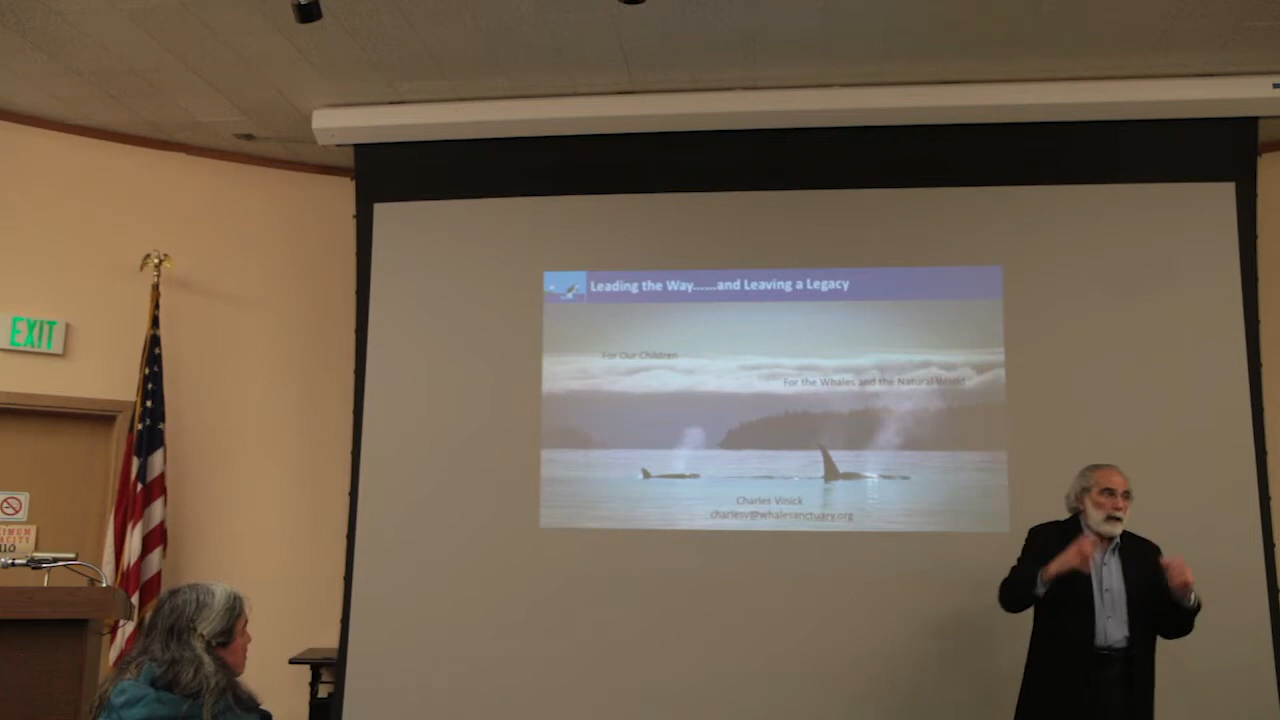 EXIT
Leading the Way......and Leaving a Legacy
For Our Children
For the Whales and the Natural World
Charles Vinick
charlesv@whalesanctuary.org
110